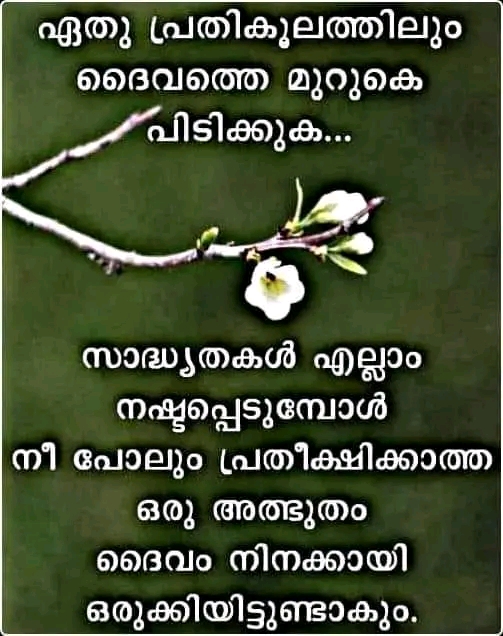 ഏതു പ്രതികൂലത്തിലും
ദൈവത്തെ മുറുകെ
പിടിക്കുക...
സാദ്ധ്യതകൾ എല്ലാം
നഷ്ടപ്പെടുമ്പോൾ
നീ പോലും പ്രതീക്ഷിക്കാത്ത
ഒരു അത്ഭുതം
ദൈവം നിനക്കായി
ഒരുക്കിയിട്ടുണ്ടാകും.